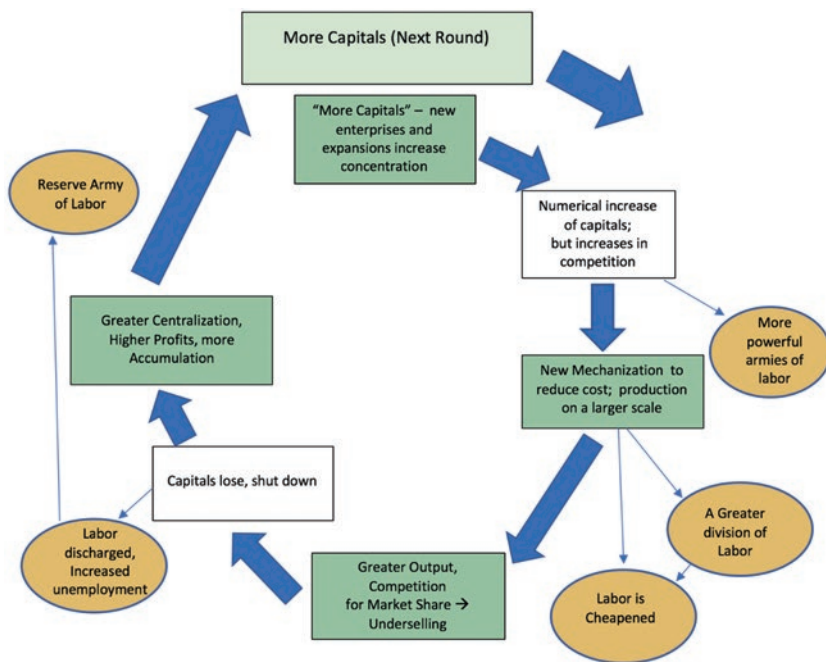 More Capitals (Next Round)
“More Capitals” – new
enterprises and
expansions increase
concentration
Numerical increase
of capitals;
but increases in
competition
More
powerful
armies of
labor
New Mechanization to
reduce cost; production
on a larger scale
A Greater
division of
Labor
Labor is
Cheapened
Greater Output,
Competition
for Market Share →
Underselling
Capitals lose, shut down
Labor
discharged,
Increased
unemployment
Reserve Army
of Labor
Greater Centralization,
Higher Profits, more
Accumulation